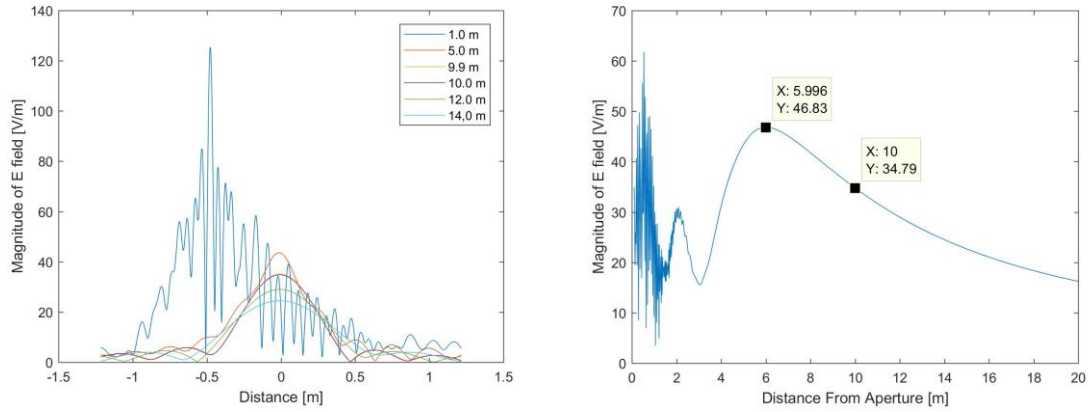 140
120
100
80
60
40
20
0
-1.5
-1
-0.5
0
0.5
1
1.5
Magnitude of E field [V/m]
Distance [m]
1.0 m
5.0 m
9.9 m
10.0 m
12.0 m
14,0 m
70
60
50
40
30
20
10
0
0
2
4
6
8
10
12
14
16
18
20
Magnitude of E field [V/m]
Distance From Aperture [m]
X: 5.996
Y: 46.83
X: 10
Y: 34.79